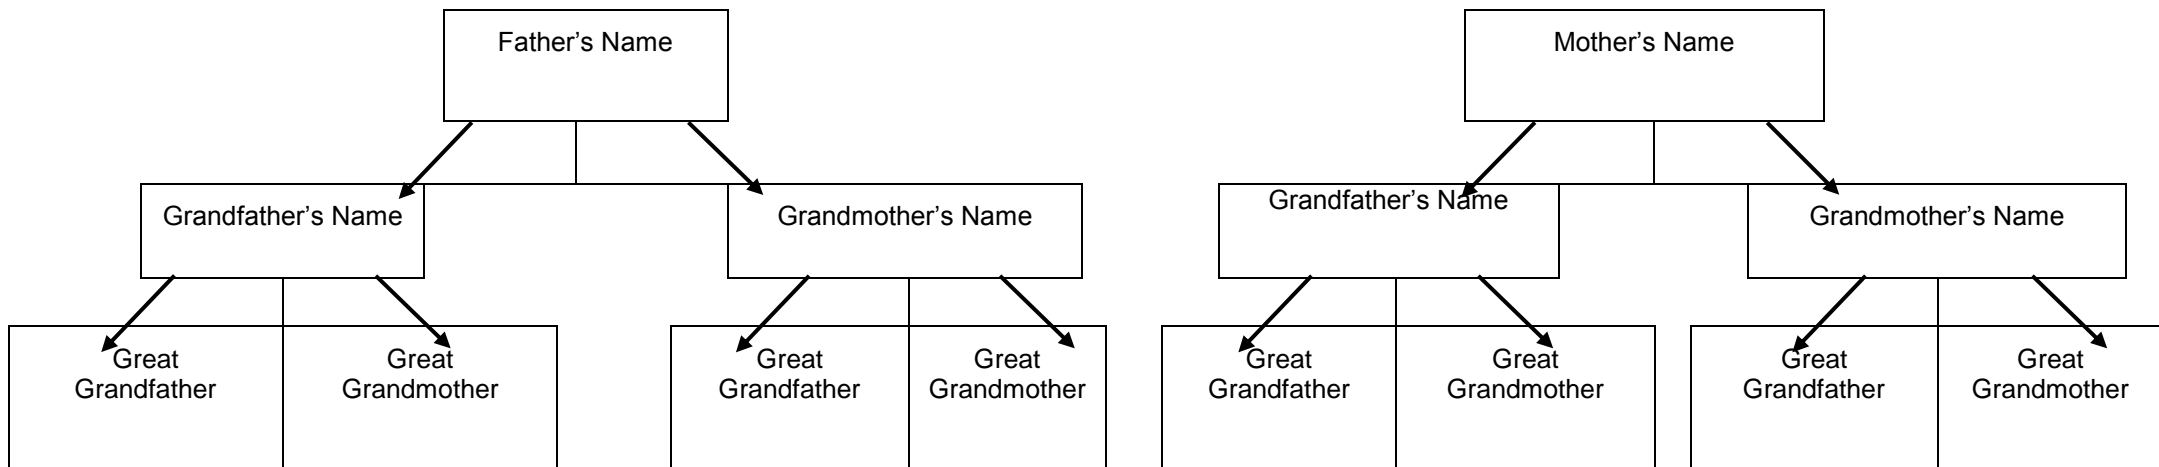 Father’s Name
Mother’s Name
Grandfather’s Name
Grandmother’s Name
Grandfather’s Name
Grandmother’s Name
Great
Grandfather
Great
Grandmother
Great
Grandfather
Great
Grandmother
Great
Grandfather
Great
Grandmother
Great
Grandfather
Great
Grandmother